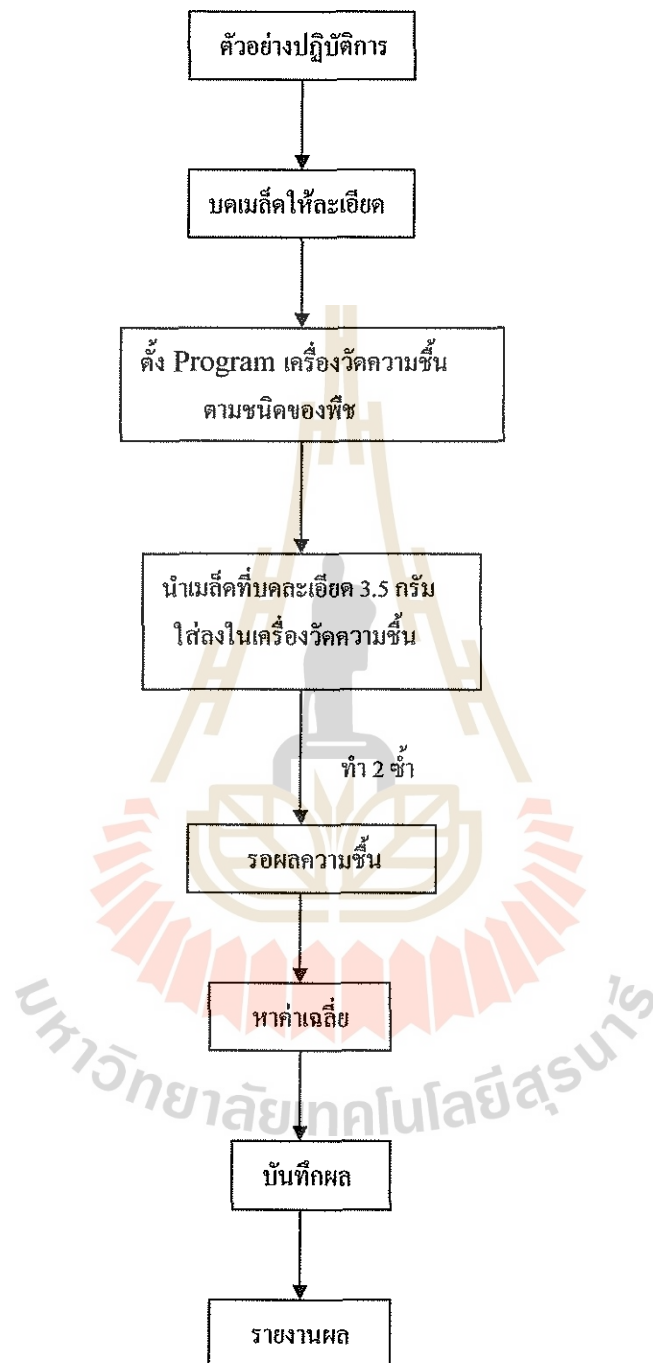 ตัวอย่างปฏิบัติการ
บดเมล็ดให้ละเอียด
ตั้ง Program เครื่องวัดความชื้น
ตามชนิดของพืช
นำเมล็ดที่บดละเอียด 3.5 กรัม
ใส่ลงในเครื่องวัดความชื้น
ทำ 2 ซ้ำ
รอผลความชื้น
หาค่าเฉลี่ย
มหาวิทยาลัยเทคโนโลยีสุรนารี
บันทึกผล
รายงานผล